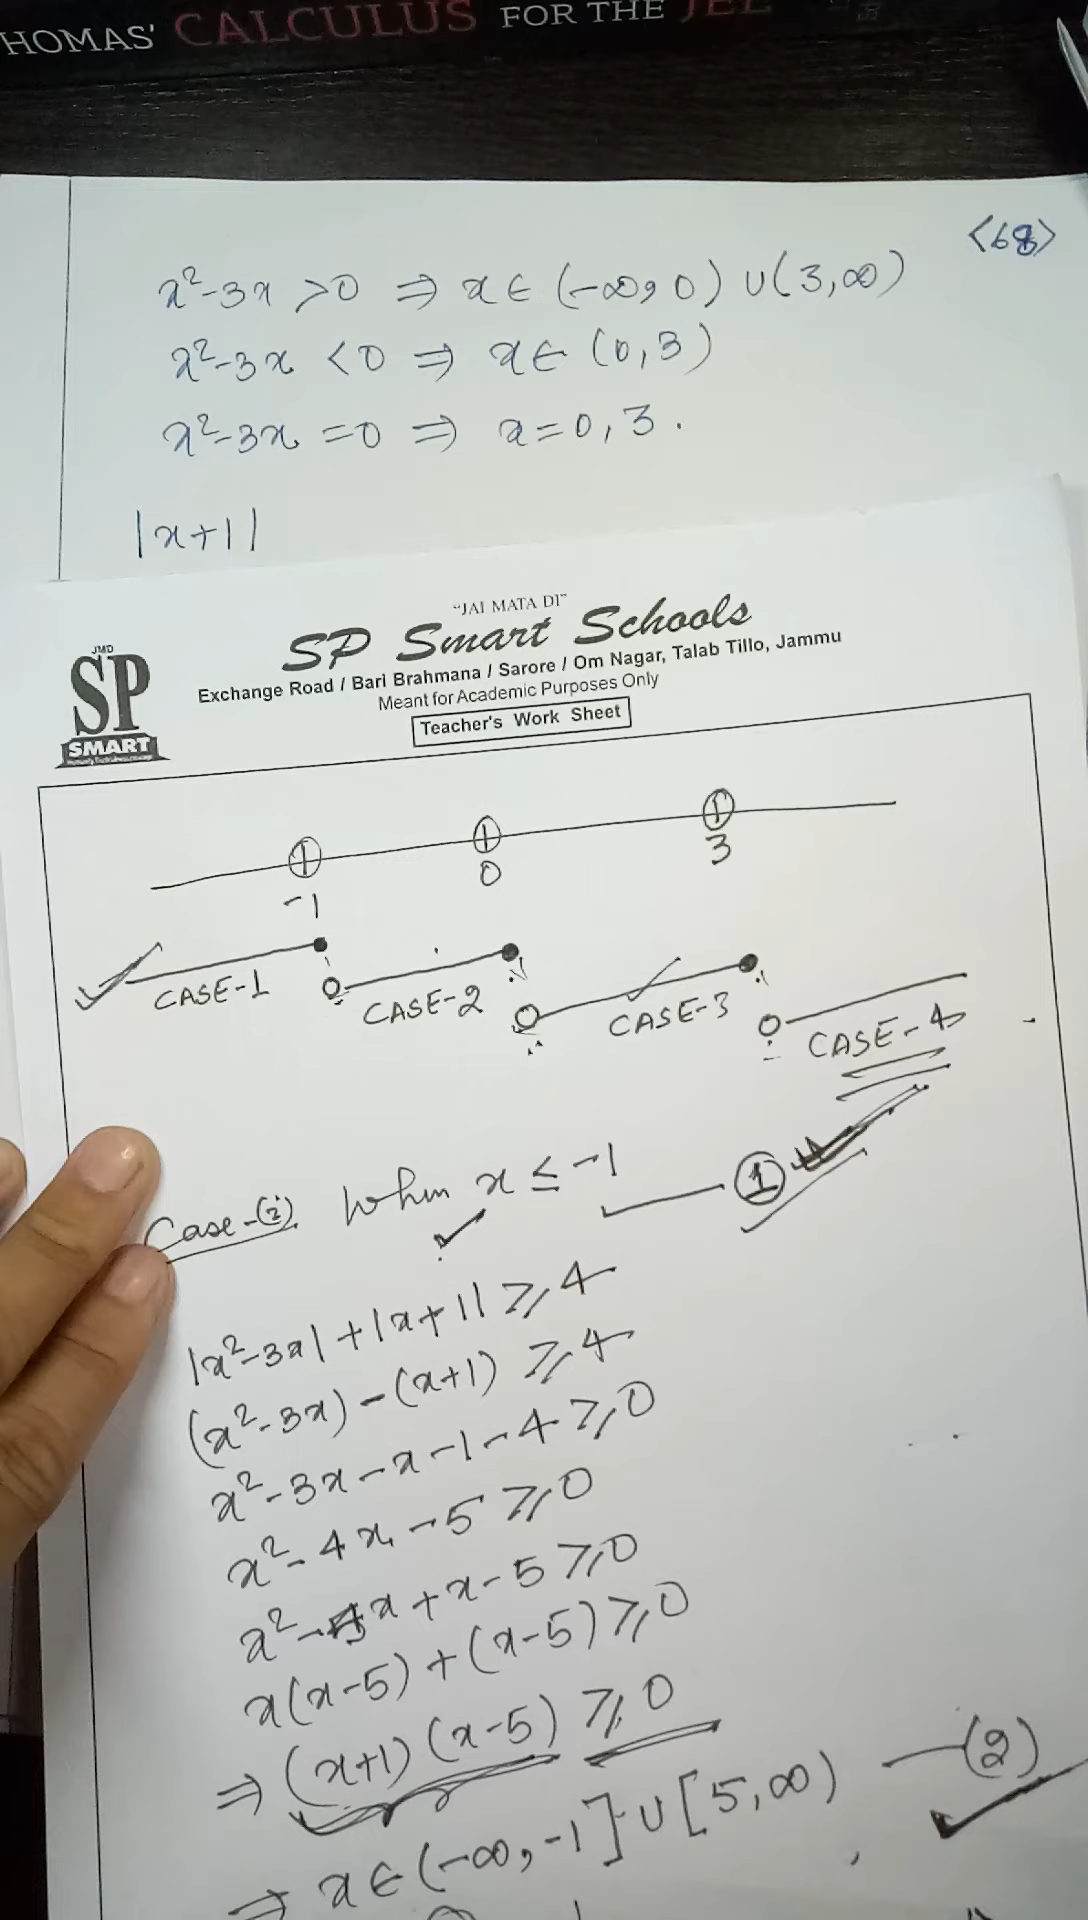 HOMAS' CALCULUS FOR THE JEE
<68>
x²-3x >0 ⇒ x∈ (-∞, 0) ∪ (3,∞)
x²-3x <0 ⇒ x∈ (0,3)
x²-3x =0 ⇒ x=0,3.
|x+1|
"JAI MATA DI"
JMD
SP
SMART
SP Smart Schools
Exchange Road / Bari Brahmana / Sarore / Om Nagar, Talab Tillo, Jammu
Meant for Academic Purposes Only
Teacher's Work Sheet
-1 0 3
CASE-1 CASE-2 CASE-3 CASE-4
Case-(i) When x ≤ -1 — ①
|x²-3x| + |x+1| ≥ 4
(x²-3x) - (x+1) ≥ 4
x²-3x-x-1-4 ≥ 0
x²-4x-5 ≥ 0
x²-5x+x-5 ≥ 0
x(x-5) + (x-5) ≥ 0
⇒ (x+1) (x-5) ≥ 0
⇒ x∈ (-∞, -1] ∪ [5,∞) — (2)